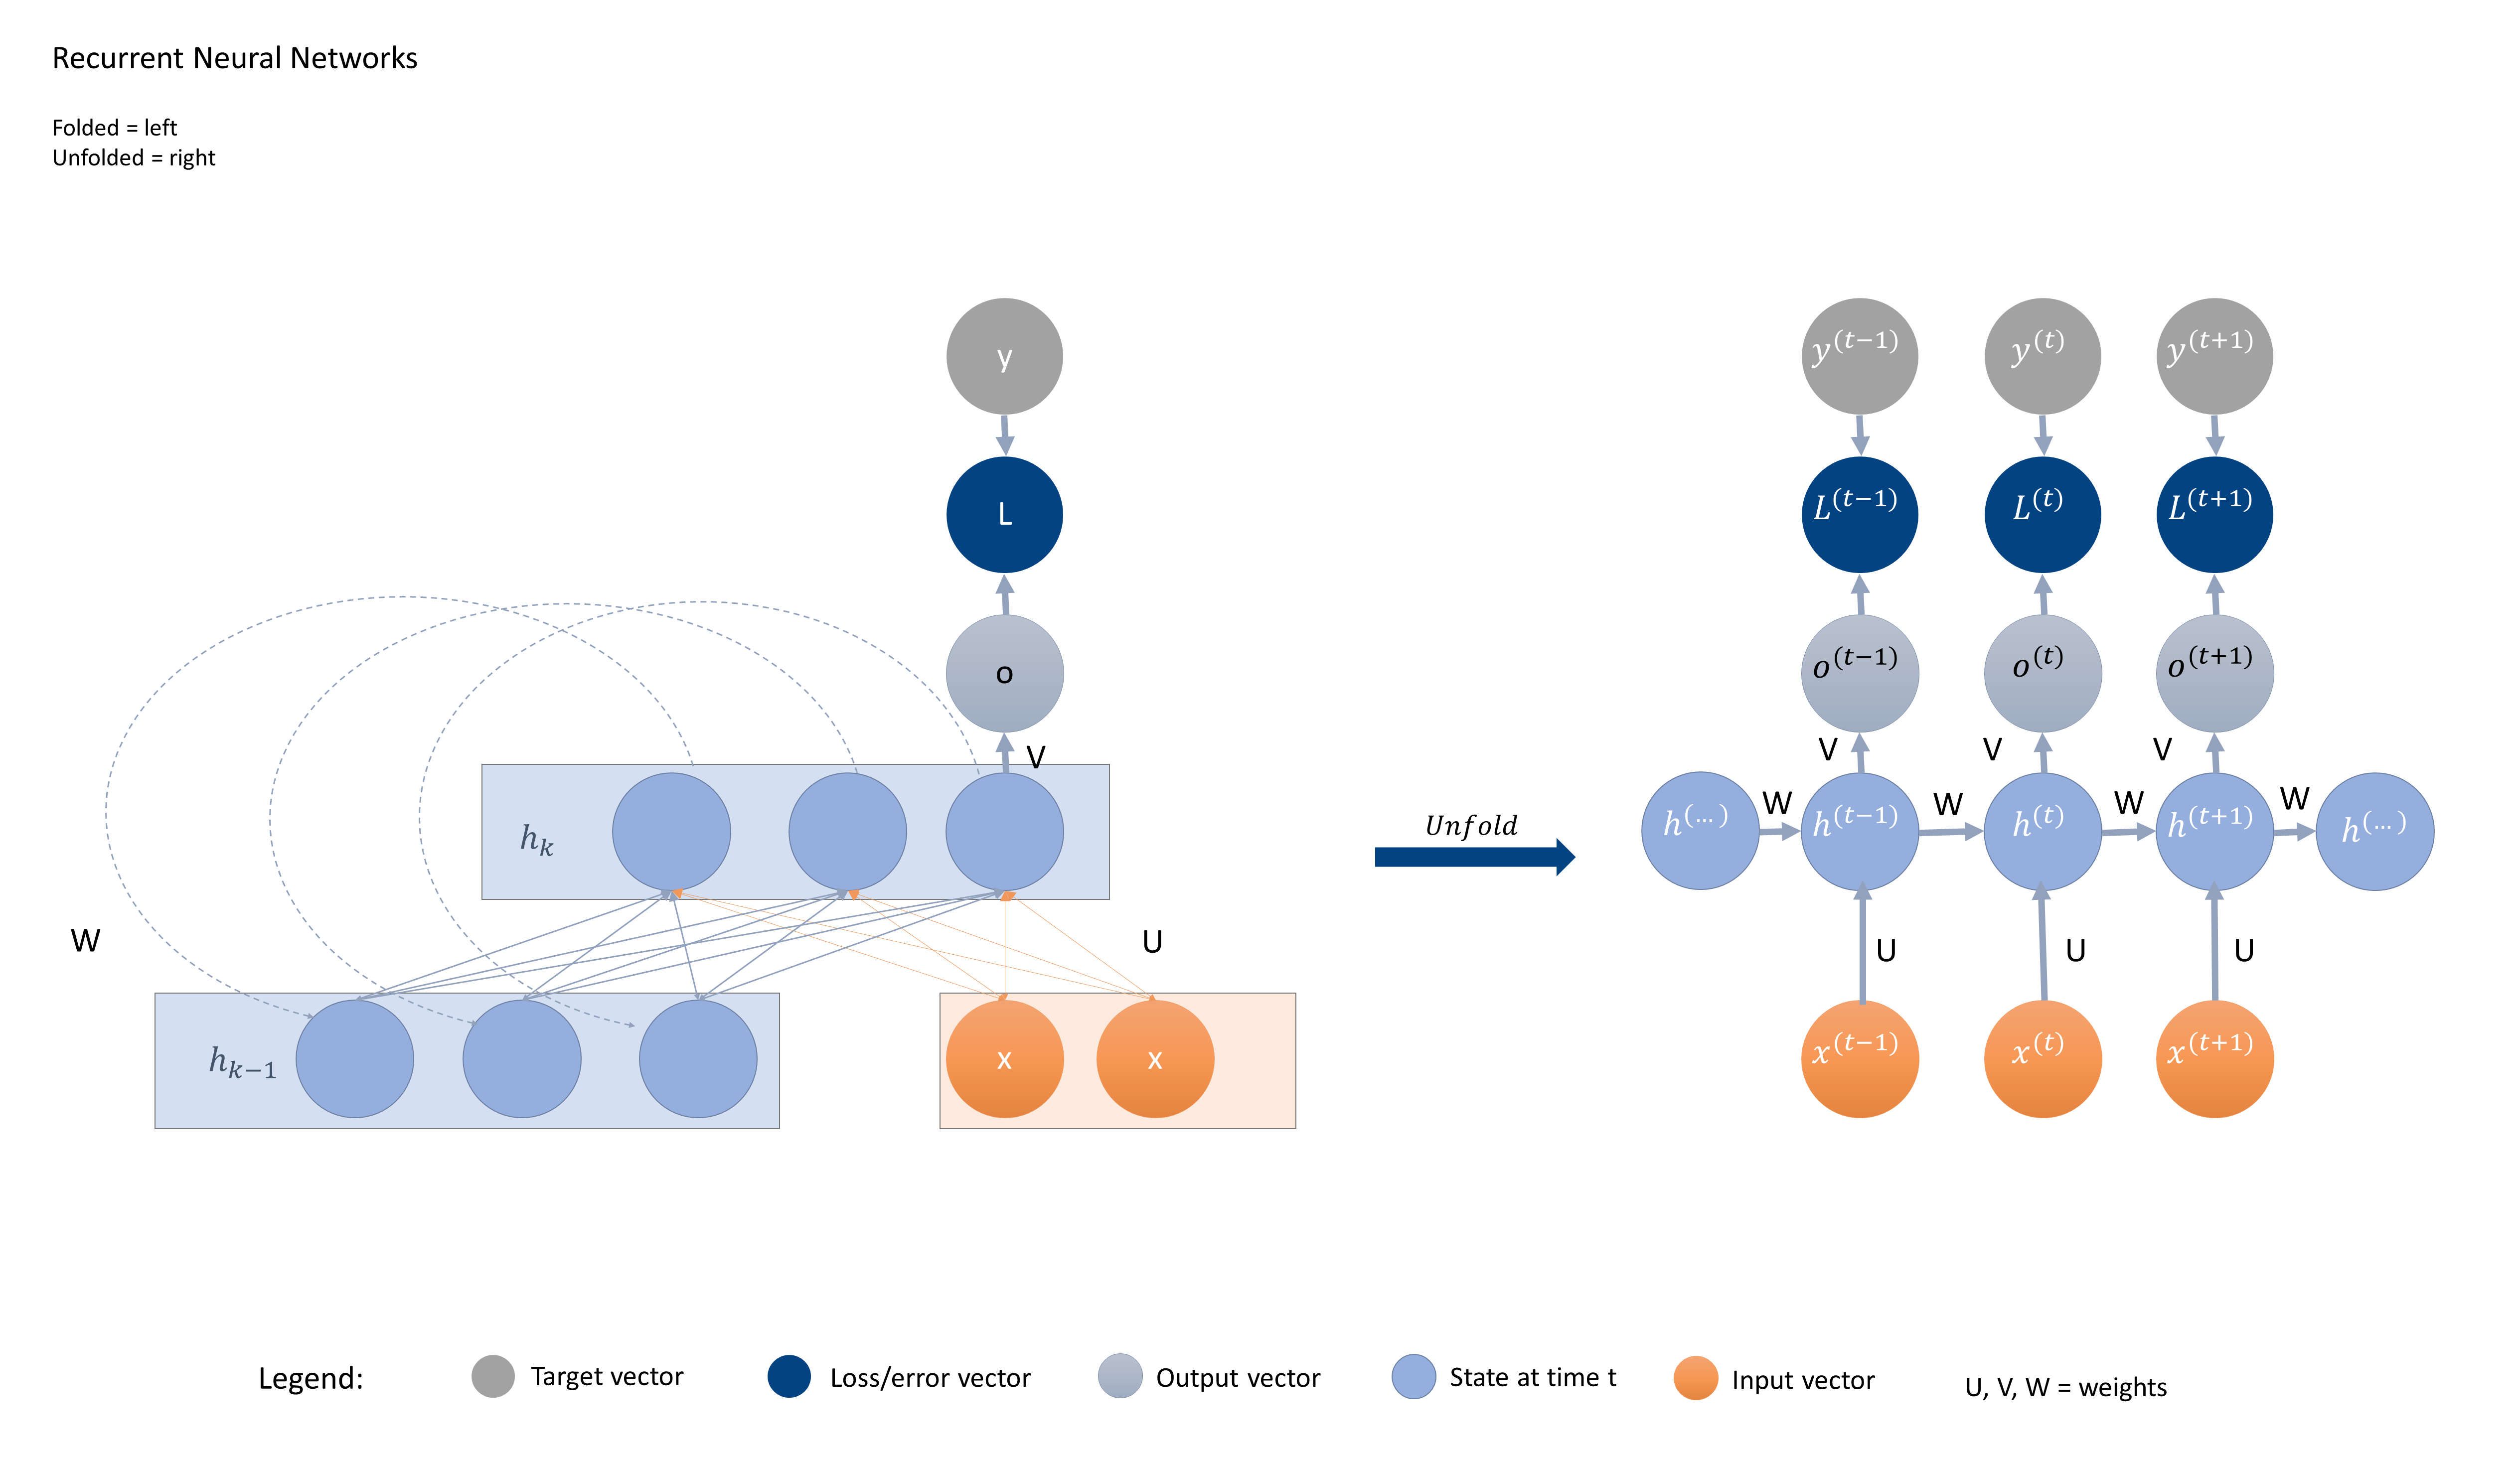 Recurrent Neural Networks
Folded = left
Unfolded = right
y
L
o
V
h_k
W
U
h_{k−1}
x x
Unfold
y^{(t−1)} y^{(t)} y^{(t+1)}
L^{(t−1)} L^{(t)} L^{(t+1)}
o^{(t−1)} o^{(t)} o^{(t+1)}
V V V
h^{(…)} W h^{(t−1)} W h^{(t)} W h^{(t+1)} W h^{(…)}
U U U
x^{(t−1)} x^{(t)} x^{(t+1)}
Legend: Target vector Loss/error vector Output vector State at time t Input vector U, V, W = weights